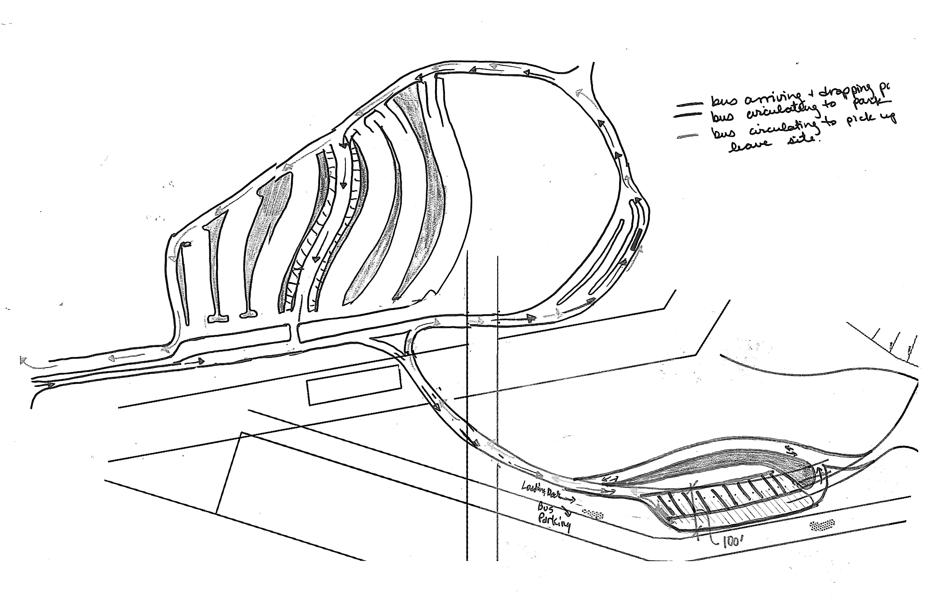 bus arriving + dropping
bus circulating to park
bus circulating to pick up
leave site.
Loading Dock
Bus
Parking
100'